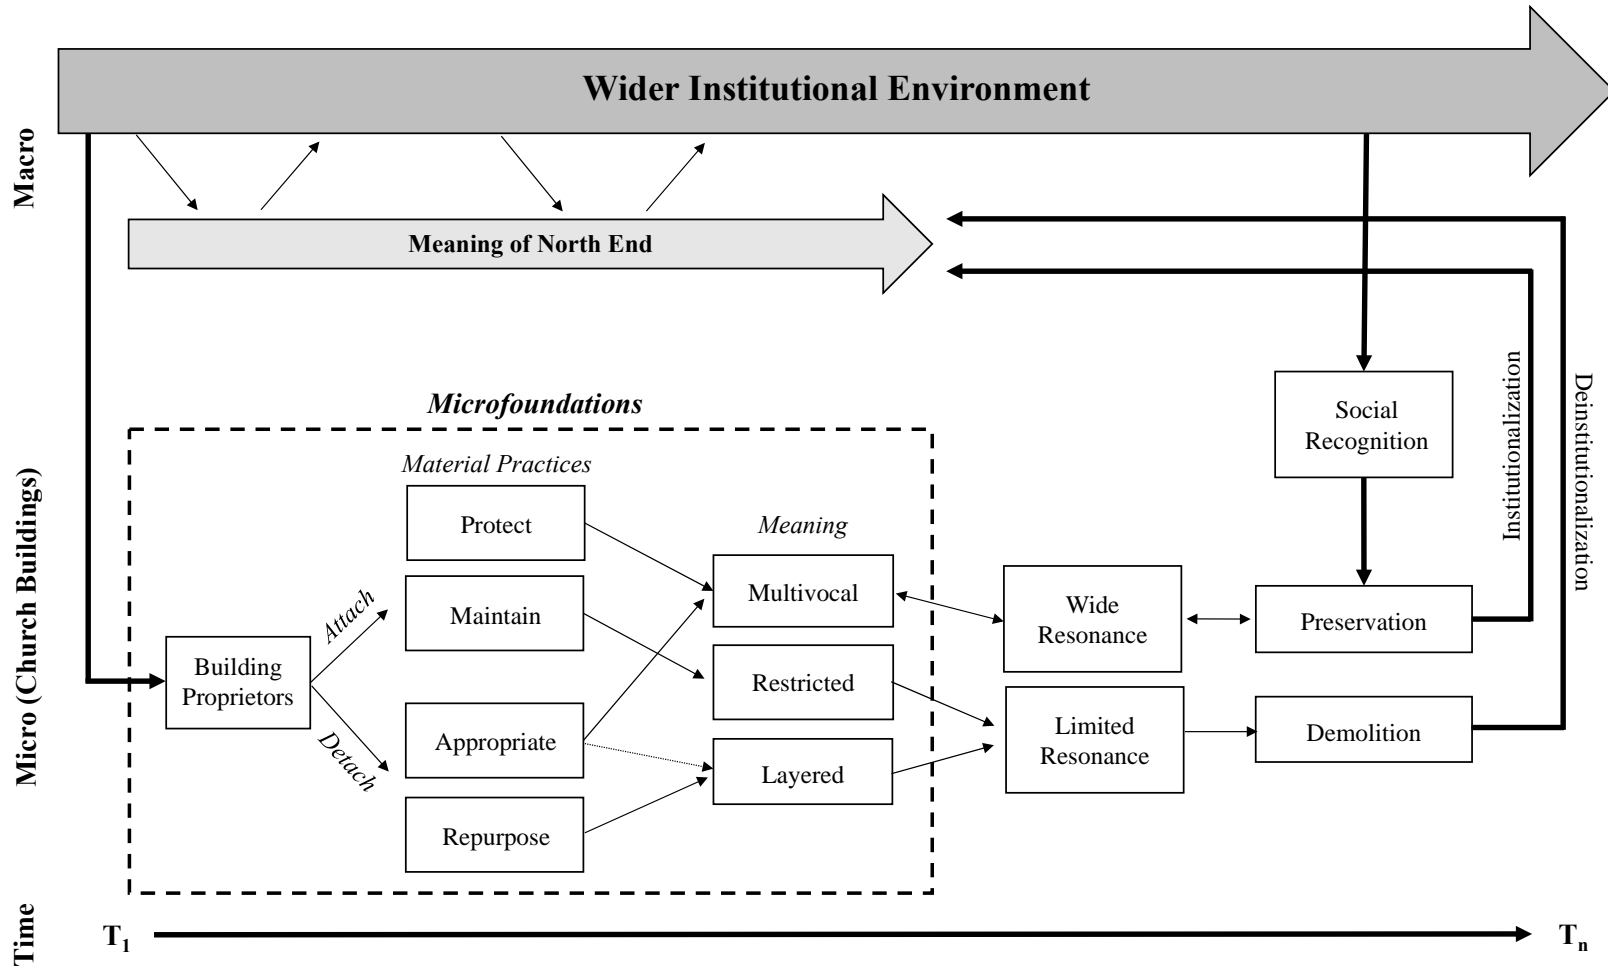 Wider Institutional Environment
Macro
Meaning of North End
Microfoundations
Material Practices
Meaning
Protect
Maintain
Appropriate
Repurpose
Attach
Detach
Building
Proprietors
Multivocal
Restricted
Layered
Wide
Resonance
Limited
Resonance
Social
Recognition
Preservation
Demolition
Institutionalization
Deinstitutionalization
Micro (Church Buildings)
Time
T1
Tn